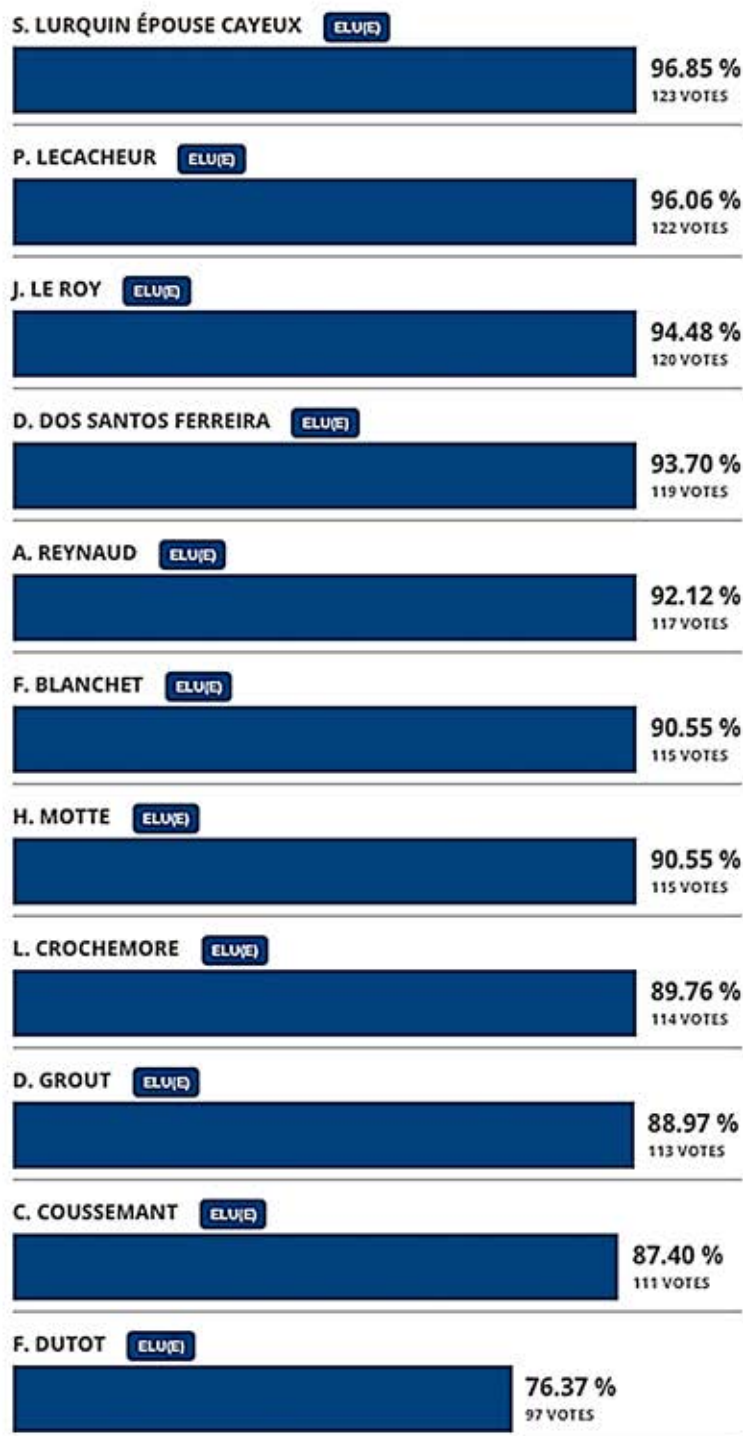 S. LURQUIN ÉPOUSE CAYEUX ELU(E)
96.85 %
123 VOTES
P. LECACHEUR ELU(E)
96.06 %
122 VOTES
J. LE ROY ELU(E)
94.48 %
120 VOTES
D. DOS SANTOS FERREIRA ELU(E)
93.70 %
119 VOTES
A. REYNAUD ELU(E)
92.12 %
117 VOTES
F. BLANCHET ELU(E)
90.55 %
115 VOTES
H. MOTTE ELU(E)
90.55 %
115 VOTES
L. CROCHEMORE ELU(E)
89.76 %
114 VOTES
D. GROUT ELU(E)
88.97 %
113 VOTES
C. COUSSEMANT ELU(E)
87.40 %
111 VOTES
F. DUTOT ELU(E)
76.37 %
97 VOTES